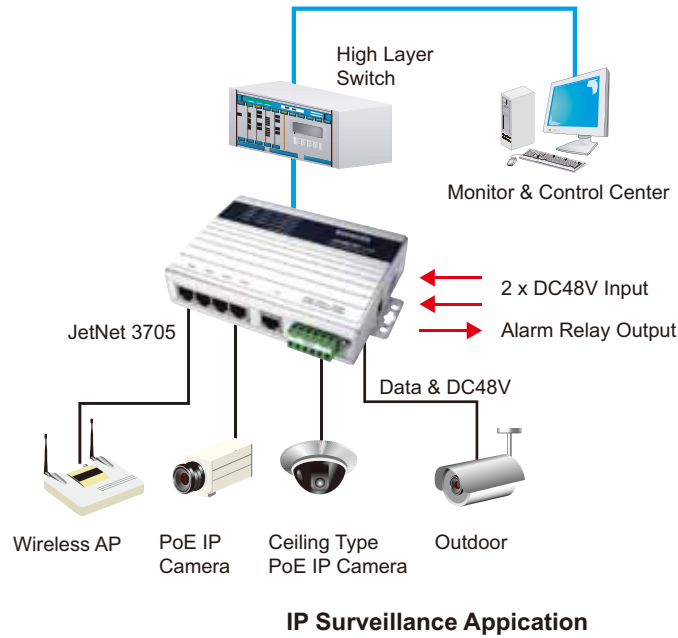 High Layer
Switch
Monitor & Control Center
2 x DC48V Input
JetNet 3705
Alarm Relay Output
Data & DC48V
Wireless AP
PoE IP
Camera
Ceiling Type
PoE IP Camera
Outdoor
IP Surveillance Appication